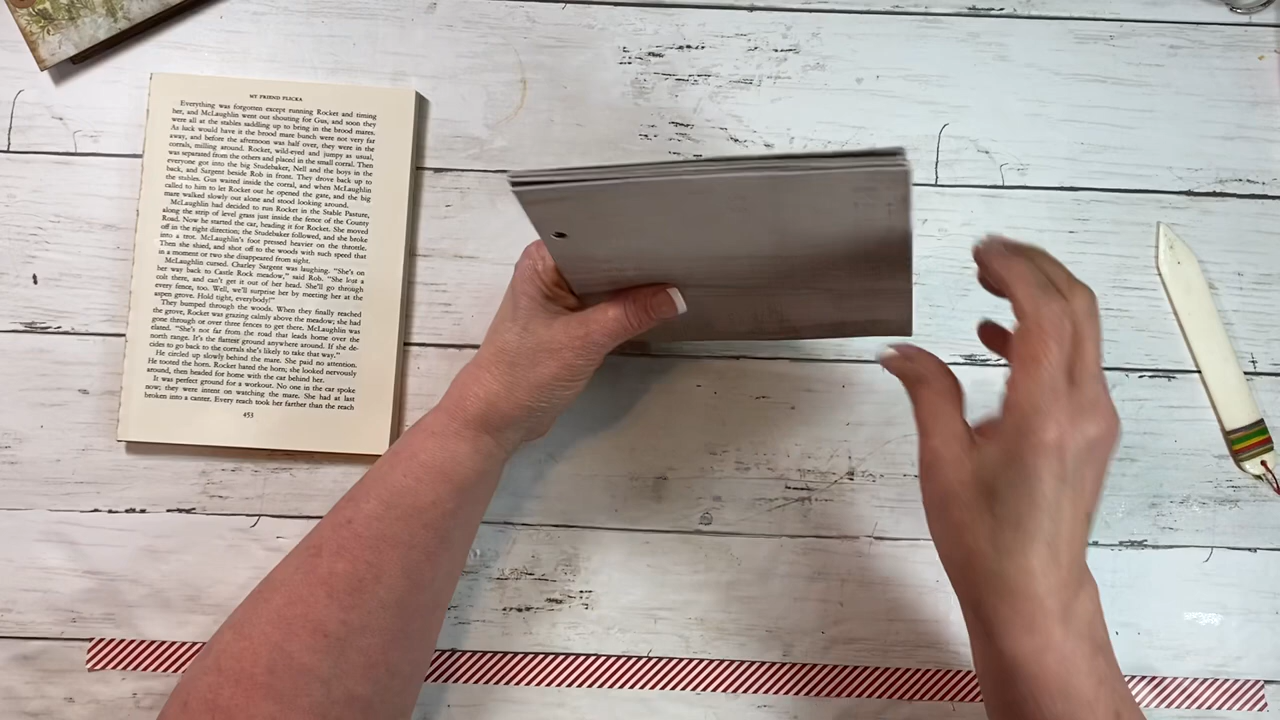 MY FRIEND FLICKA
Everything was forgotten except running Rocket and timing
her, and McLaughlin went out shouting for Gus, and soon they
were all at the stables saddling up to bring in the brood mares.
As luck would have it the brood mare bunch were not very far
away, and before the afternoon was half over, they were in the
corrals, milling around. Rocket, wild-eyed and jumpy as usual,
was separated from the others and placed in the small corral. Then
everyone got into the big Studebaker, Nell and the boys in the
back, and Sargent beside Rob in front. They drove back up to
the stables. Gus waited inside the corral, and when McLaughlin
called to him to let Rocket out he opened the gate, and the big
mare walked slowly out alone and stood looking around.
McLaughlin had decided to run Rocket in the Stable Pasture,
along the strip of level grass just inside the fence of the County
Road. Now he started the car, heading it for Rocket. She moved
off in the right direction; the Studebaker followed, and she broke
into a trot. McLaughlin's foot pressed heavier on the throttle.
Then she shied, and shot off to the woods with such speed that
in a moment or two she disappeared from sight.
McLaughlin cursed. Charley Sargent was laughing. "She's on
her way back to Castle Rock meadow," said Rob. "She lost a
colt there, and can't get it out of her head. She'll go through
every fence, too. Well, we'll surprise her by meeting her at the
aspen grove. Hold tight, everybody!"
They bumped through the woods. When they finally reached
the grove, Rocket was grazing calmly above the meadow; she had
gone through or over three fences to get there. McLaughlin was
elated. "She's not far from the road that leads home over the
north range. It's the flattest ground anywhere around. If she de-
cides to go back to the corrals she's likely to take that way."
He circled up slowly behind the mare. She paid no attention.
He tooted the horn. Rocket hated the horn; she looked nervously
around, then headed for home with the car behind her.
It was perfect ground for a workout. No one in the car spoke
now; they were intent on watching the mare. She had at last
broken into a canter. Every reach took her farther than the reach
453